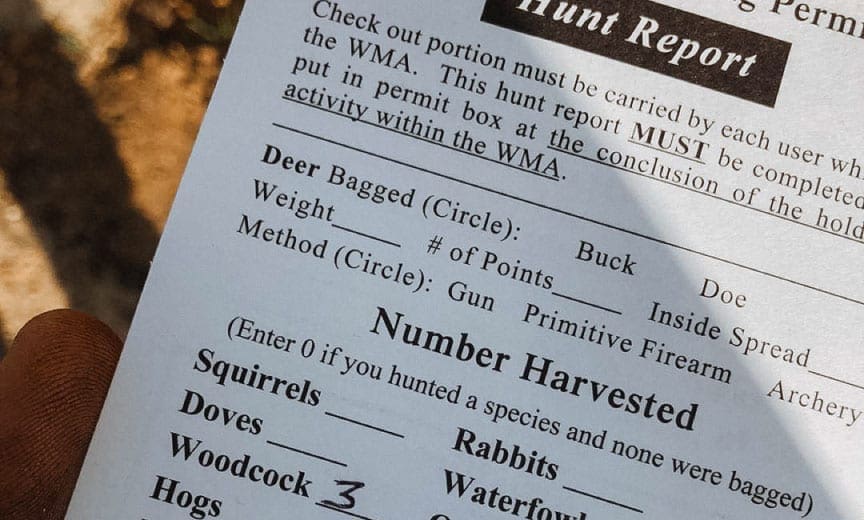 Permi
Hunt Report
Check out portion must be carried by each user
the WMA. This hunt report MUST be completed
put in permit box at the conclusion of the
activity within the WMA.
Deer Bagged (Circle): Buck Doe
Weight____ # of Points____ Inside Spread____
Method (Circle): Gun Primitive Firearm Archery
Number Harvested
(Enter 0 if you hunted a species and none were bagged)
Squirrels ____ Rabbits ____
Doves ____ Waterfowl
Woodcock 3
Hogs